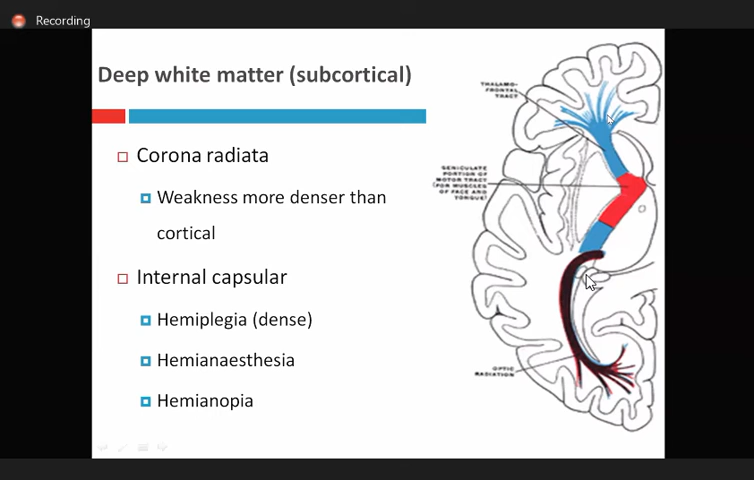 Recording
Deep white matter (subcortical)
Corona radiata
Weakness more denser than
cortical
Internal capsular
Hemiplegia (dense)
Hemianaesthesia
Hemianopia
THALAMO-
FRONTAL
TRACT
GENICULATE
PORTION OF
MOTOR TRACT
(FOR MUSCLES
OF FACE AND
TONGUE)
OPTIC
RADIATION